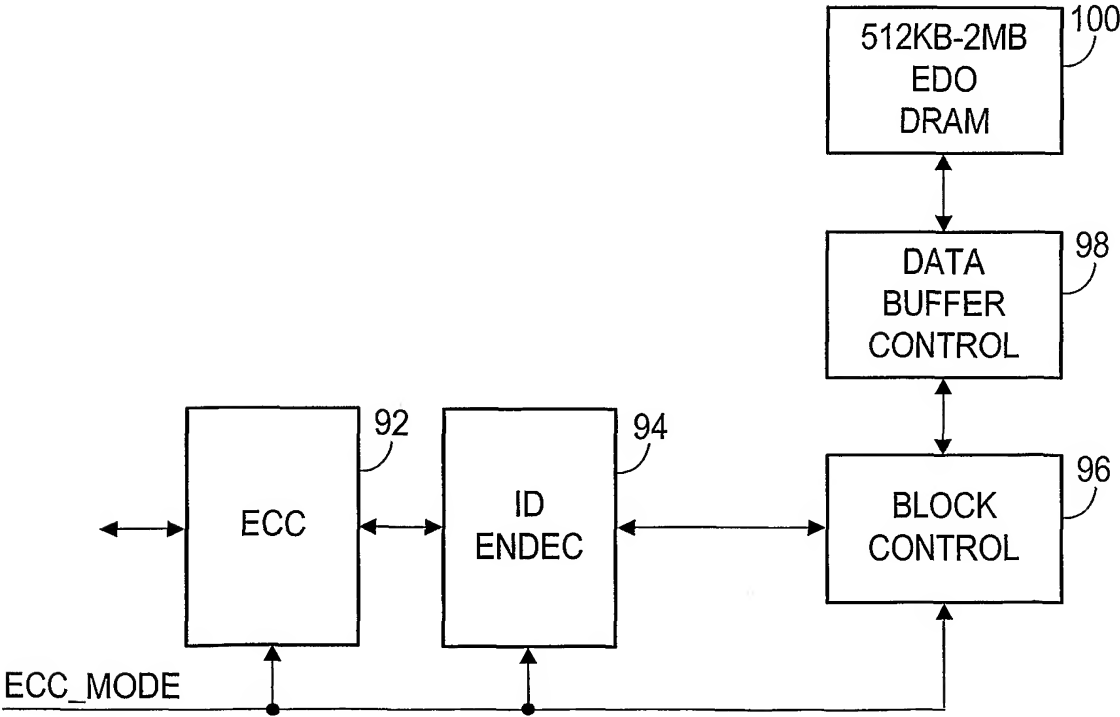 100
512KB-2MB
EDO
DRAM
98
DATA
BUFFER
CONTROL
92
94
96
ECC
ID
ENDEC
BLOCK
CONTROL
ECC_MODE